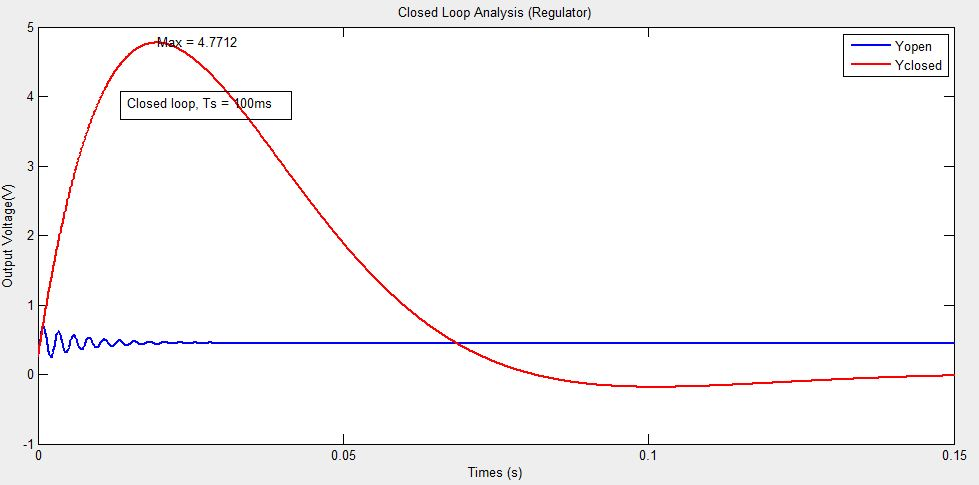 Closed Loop Analysis (Regulator)
Max = 4.7712
Yopen
Yclosed
Closed loop, Ts = 100ms
Output Voltage(V)
5
4
3
2
1
0
-1
0
0.05
0.1
0.15
Times (s)